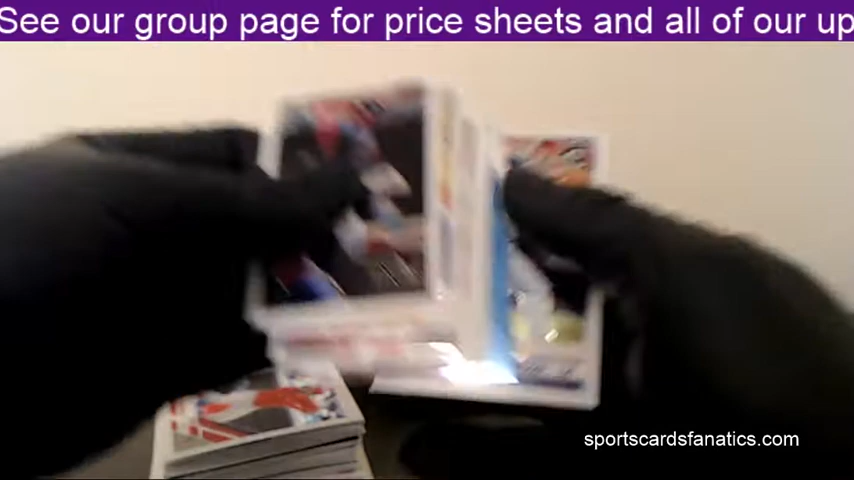 See our group page for price sheets and all of our up
sportscardsfanatics.com